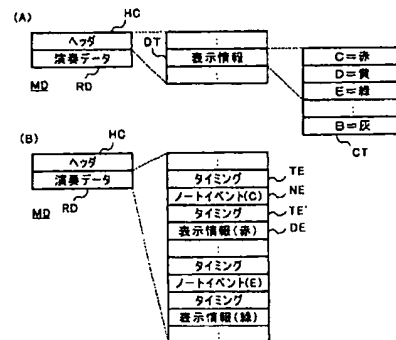 (A)
HC
ヘッダ
演奏データ
MD
RD
DT
⋮
表示情報
⋮
C=赤
D=黄
E=緑
⋮
B=灰
CT
(B)
HC
ヘッダ
演奏データ
MD
RD
⋮
タイミング
TE
ノートイベント(C)
NE
タイミング
TE'
表示情報(赤)
DE
⋮
タイミング
ノートイベント(E)
タイミング
表示情報(緑)
⋮